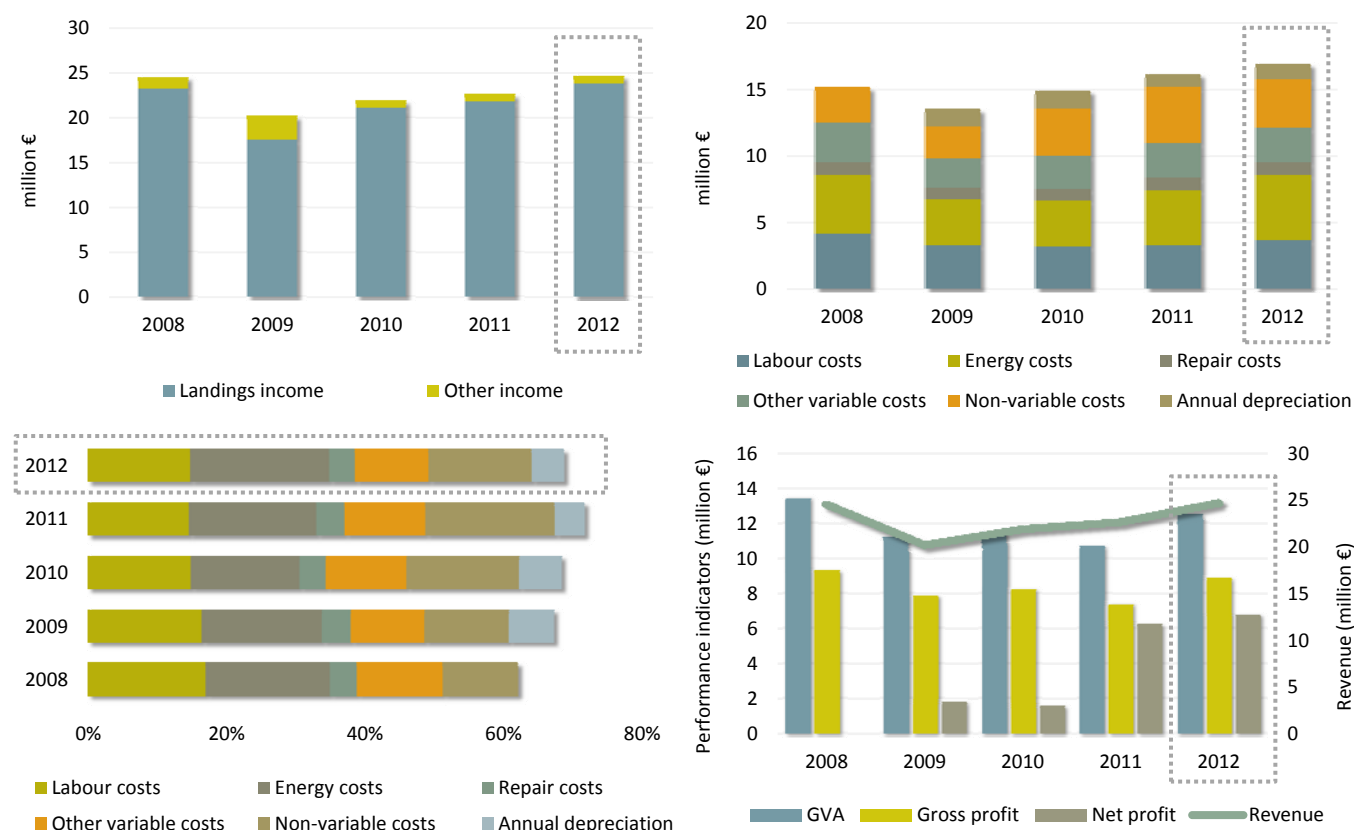 30
25
20
15
10
5
0
million €
2008 2009 2010 2011 2012
Landings income Other income
20
15
10
5
0
million €
2008 2009 2010 2011 2012
Labour costs Energy costs Repair costs
Other variable costs Non-variable costs Annual depreciation
2012
2011
2010
2009
2008
0% 20% 40% 60% 80%
Labour costs Energy costs Repair costs
Other variable costs Non-variable costs Annual depreciation
Performance indicators (million €)
16
14
12
10
8
6
4
2
0
30
25
20
15
10
5
0
Revenue (million €)
2008 2009 2010 2011 2012
GVA Gross profit Net profit Revenue